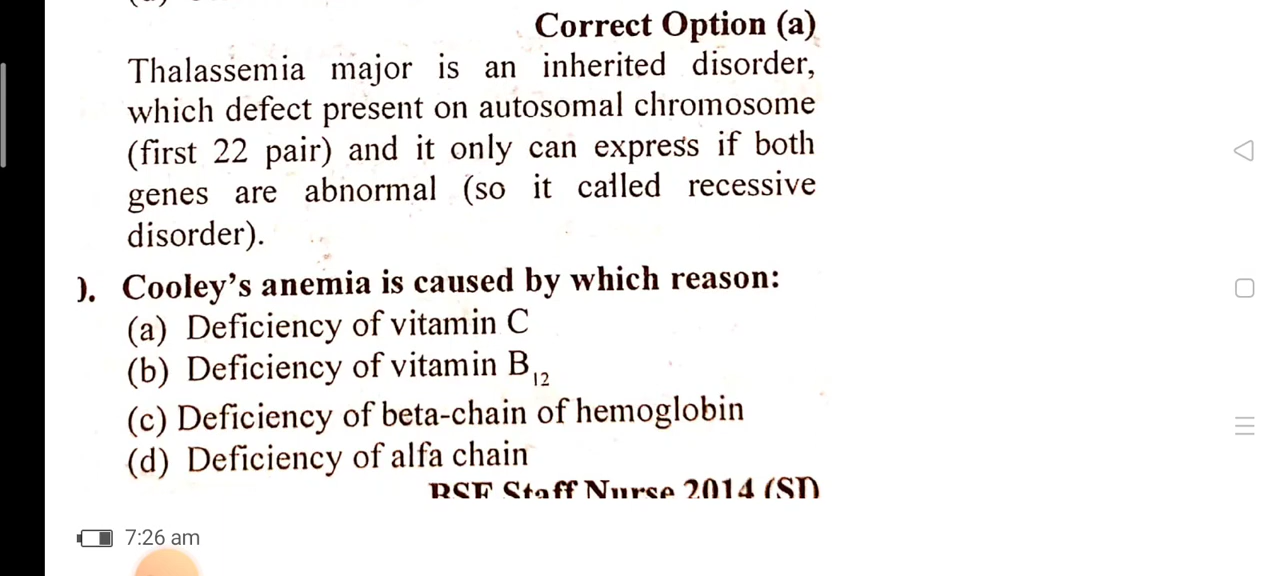 Correct Option (a)
Thalassemia major is an inherited disorder,
which defect present on autosomal chromosome
(first 22 pair) and it only can express if both
genes are abnormal (so it called recessive
disorder).
). Cooley's anemia is caused by which reason:
(a) Deficiency of vitamin C
(b) Deficiency of vitamin B12
(c) Deficiency of beta-chain of hemoglobin
(d) Deficiency of alfa chain
Staff Nurse 2014
7:26 am